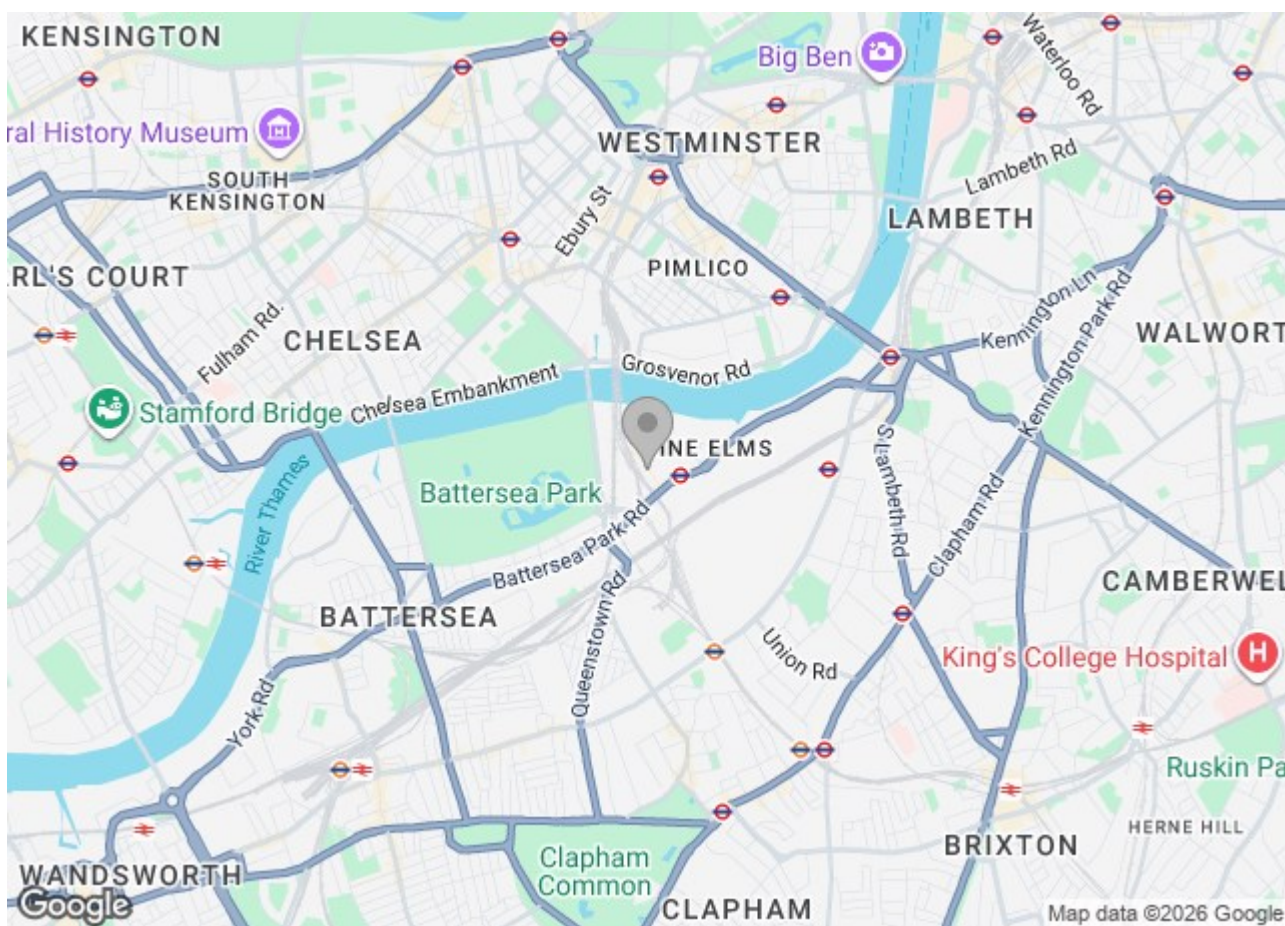 KENSINGTON
Big Ben
Waterloo Rd
ral History Museum
WESTMINSTER
Lambeth Rd
SOUTH
KENSINGTON
Ebury St
LAMBETH
PIMLICO
ARL'S COURT
Kennington Ln
Fulham Rd.
CHELSEA
Kennington Park Rd
WALWORT
Grosvenor Rd
Chelsea Embankment
Stamford Bridge
INE ELMS
S Lambeth Rd
Battersea Park
River Thames
Battersea Park Rd
Clapham Rd
CAMBERWEL
BATTERSEA
Queenstown Rd
Union Rd
King's College Hospital
H
York Rd
Ruskin Pa
HERNE HILL
BRIXTON
Clapham
Common
WANDSWORTH
Google
CLAPHAM
Map data ©2026 Google